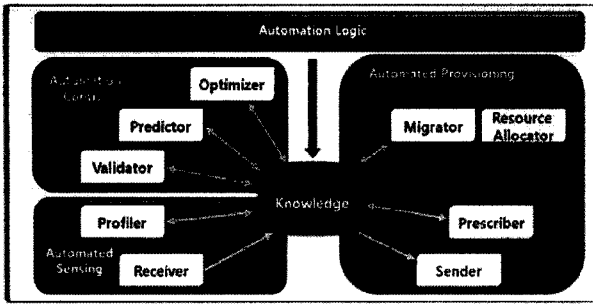 Automation Logic
Optimizer
Predictor
Validator
Automated Provisioning
Migrator
Resource
Allocator
Knowledge
Profiler
Automated
Sensing
Receiver
Prescriber
Sender